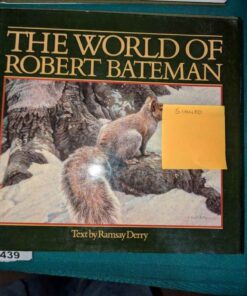 THE WORLD OF
ROBERT BATEMAN
SIGNED
Text by Ramsay Derry
439